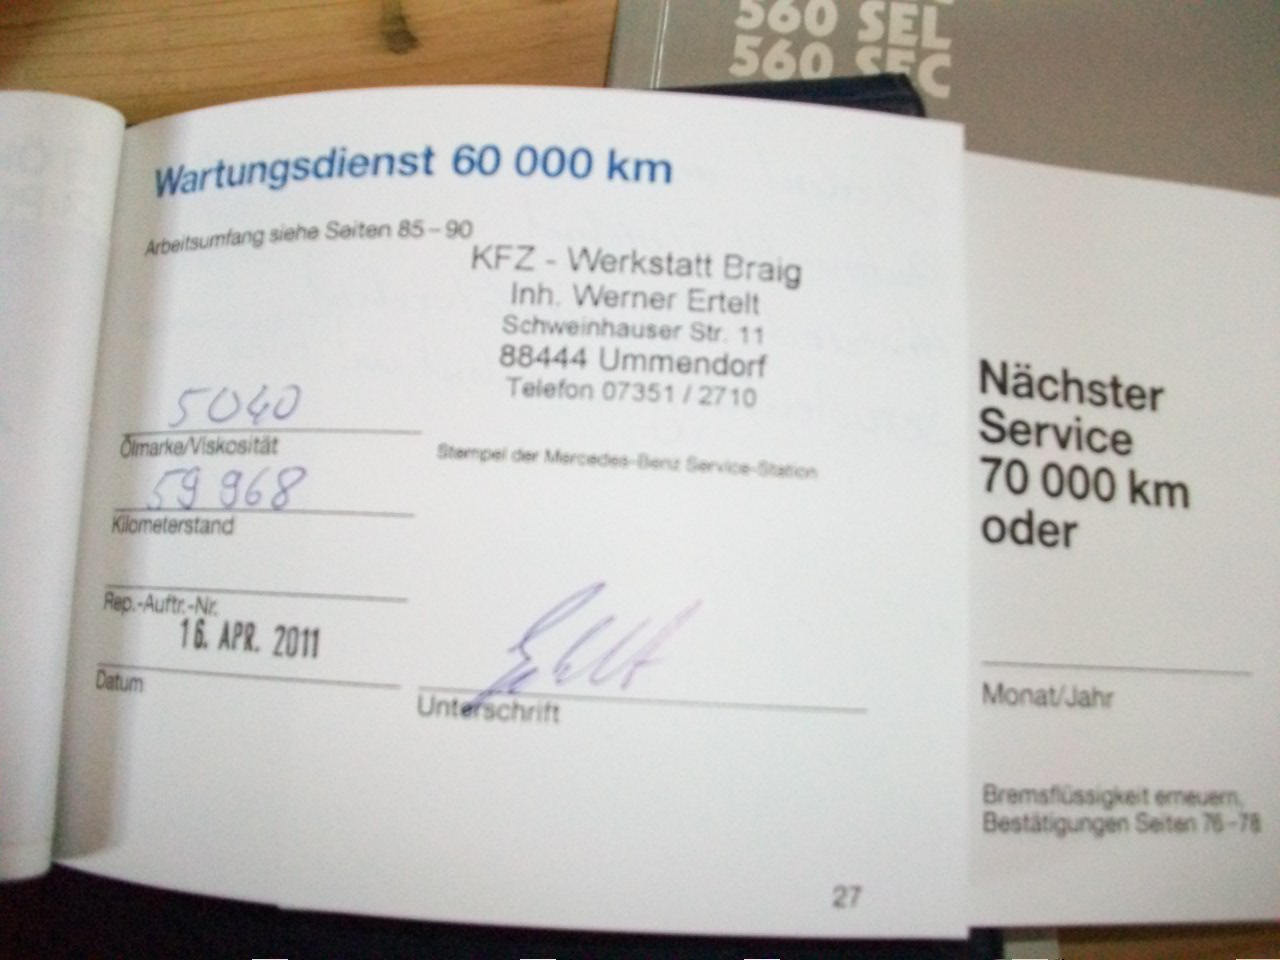 560 SEL
560 SEC
Wartungsdienst 60 000 km
Arbeitsumfang siehe Seiten 85–90
KFZ - Werkstatt Braig
Inh. Werner Ertelt
Schweinhauser Str. 11
88444 Ummendorf
Telefon 07351 / 2710
5040
Ölmarke/Viskosität
Stempel der Mercedes-Benz Service-Station
59 968
Kilometerstand
Rep.-Auftr.-Nr.
16. APR. 2011
Datum
Unterschrift
27
Nächster
Service
70 000 km
oder
Monat/Jahr
Bremsflüssigkeit erneuern,
Bestätigungen Seiten 76–78